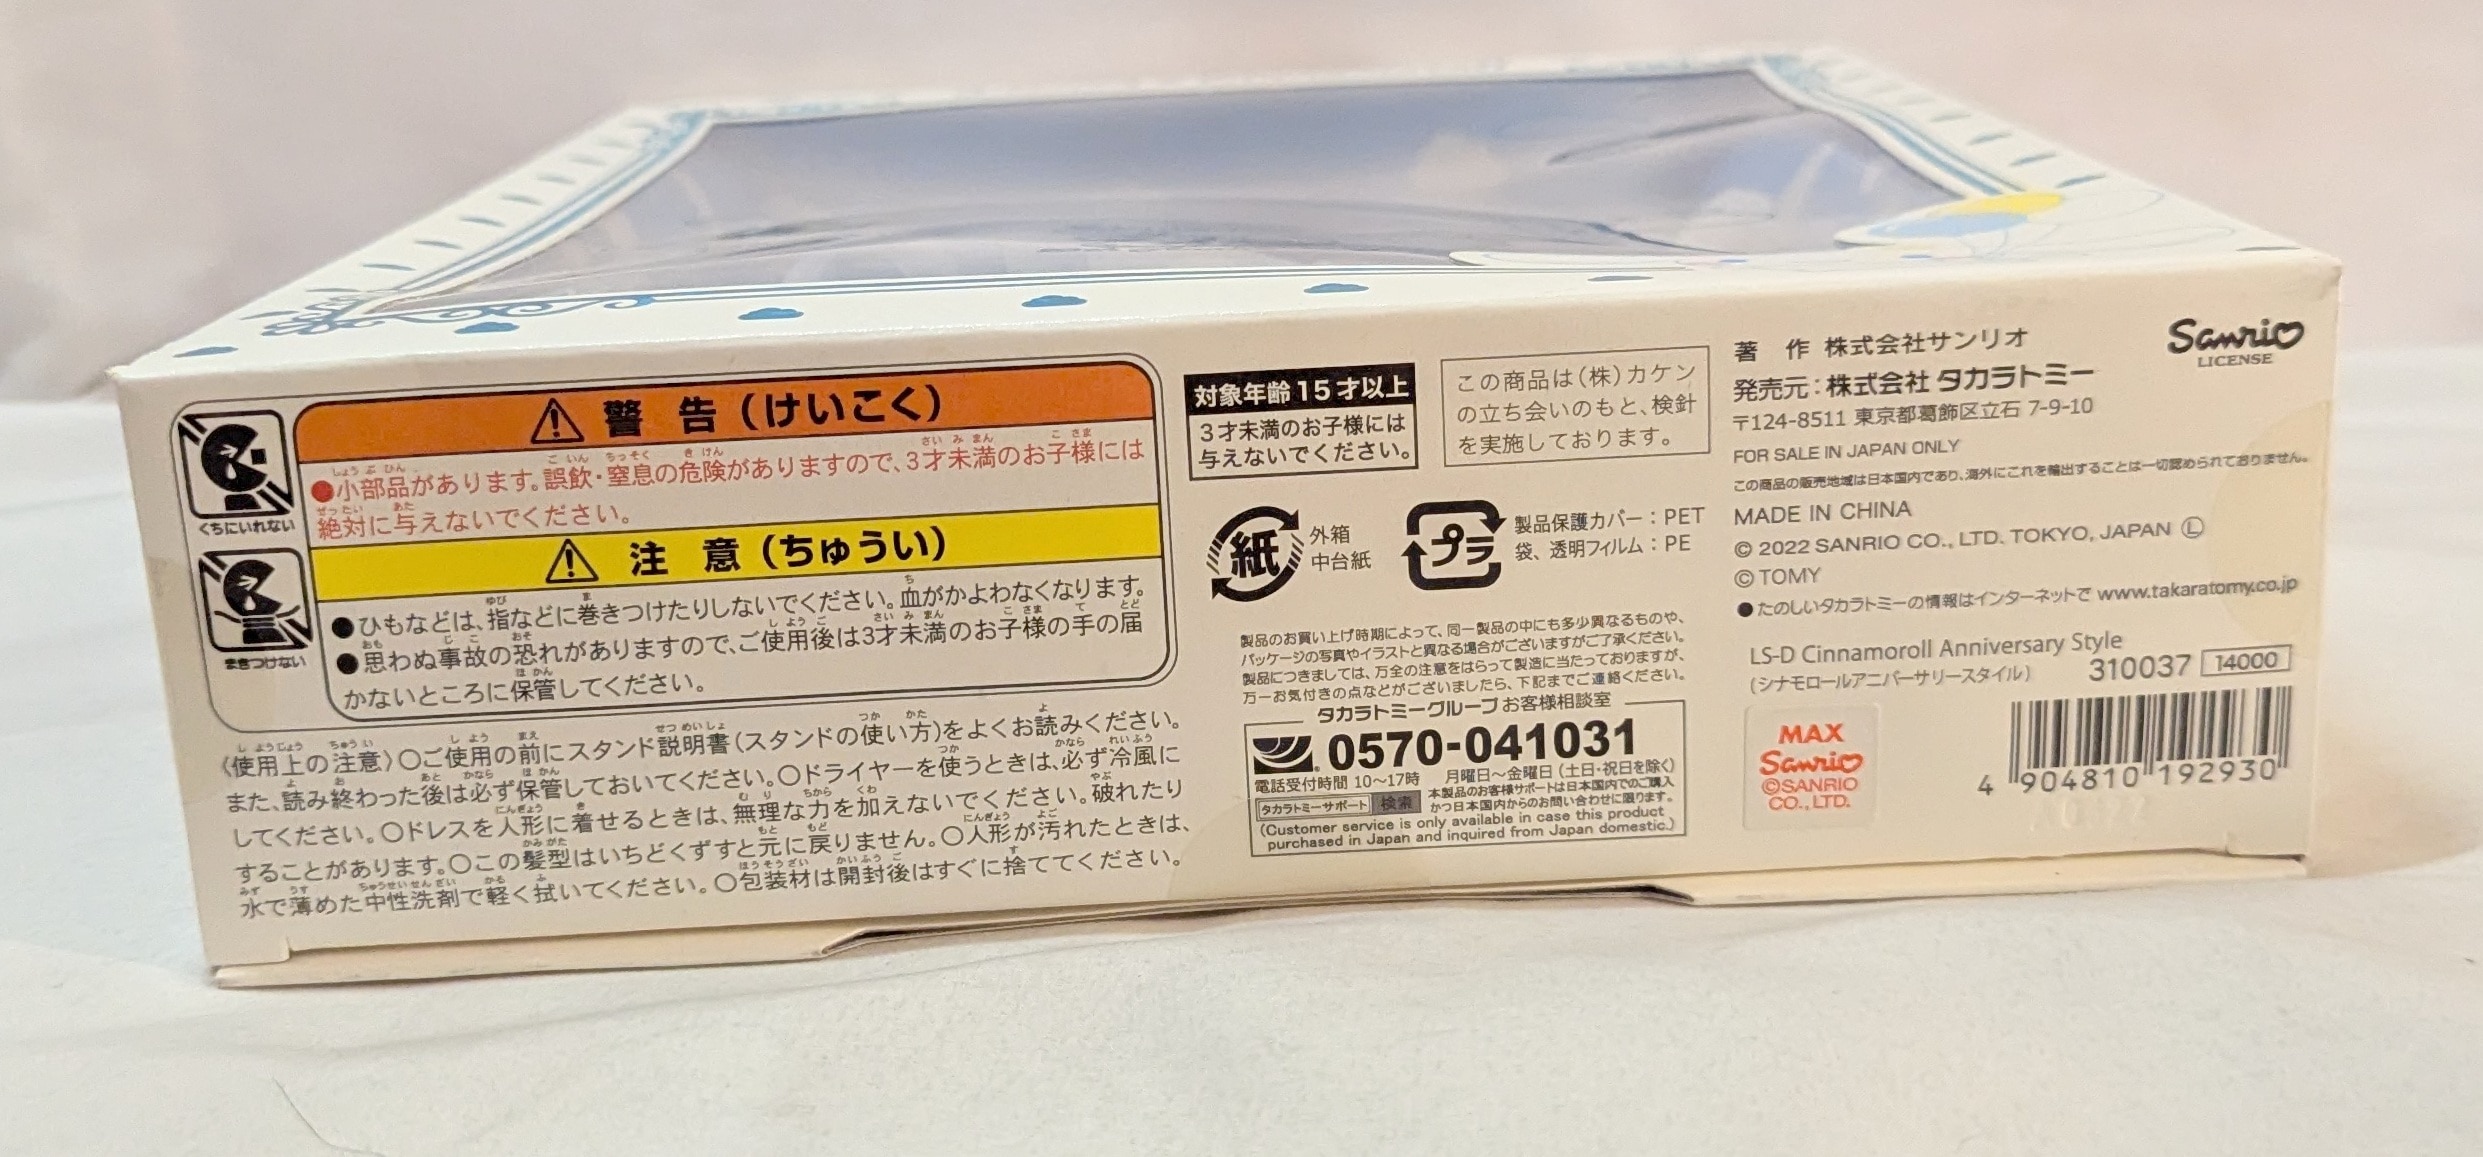 くちにいれない
まきつけない
⚠ 警 告 (けいこく)
●小部品があります。誤飲・窒息の危険がありますので、3才未満のお子様には
絶対に与えないでください。
⚠ 注 意 (ちゅうい)
●ひもなどは、指などに巻きつけたりしないでください。血がかよわなくなります。
●思わぬ事故の恐れがありますので、ご使用後は3才未満のお子様の手の届
かないところに保管してください。
〈使用上の注意〉○ご使用の前にスタンド説明書(スタンドの使い方)をよくお読みください。
また、読み終わった後は必ず保管しておいてください。○ドライヤーを使うときは、必ず冷風に
してください。○ドレスを人形に着せるときは、無理な力を加えないでください。破れたり
することがあります。○この髪型はいちどくずすと元に戻りません。○人形が汚れたときは、
水で薄めた中性洗剤で軽く拭いてください。○包装材は開封後はすぐに捨ててください。
対象年齢15才以上
3才未満のお子様には
与えないでください。
この商品は(株)カケン
の立ち会いのもと、検針
を実施しております。
紙
外箱
中台紙
プラ
製品保護カバー:PET
袋、透明フィルム:PE
製品のお買い上げ時期によって、同一製品の中にも多少異なるものや、
パッケージの写真やイラストと異なる場合がございますがご了承ください。
製品につきましては、万全の注意をはらって製造に当たっておりますが、
万一お気付きの点などがございましたら、下記までご連絡ください。
タカラトミーグループお客様相談室
0570-041031
電話受付時間 10〜17時 月曜日〜金曜日(土日・祝日を除く)
タカラトミーサポート 検索
本製品のお客様サポートは日本国内でのご購入
かつ日本国内からのお問い合わせに限ります。
(Customer service is only available in case this product
purchased in Japan and inquired from Japan domestic.)
著 作 株式会社サンリオ
発売元:株式会社 タカラトミー
〒124-8511 東京都葛飾区立石 7-9-10
FOR SALE IN JAPAN ONLY
この商品の販売地域は日本国内であり、海外にこれを輸出することは一切認められておりません。
MADE IN CHINA
© 2022 SANRIO CO., LTD. TOKYO, JAPAN Ⓛ
© TOMY
●たのしいタカラトミーの情報はインターネットで www.takaratomy.co.jp
Sanrio
LICENSE
LS-D Cinnamoroll Anniversary Style
(シナモロールアニバーサリースタイル)
310037 14000
MAX
Sanrio
©SANRIO
CO., LTD.
4 904810 192930